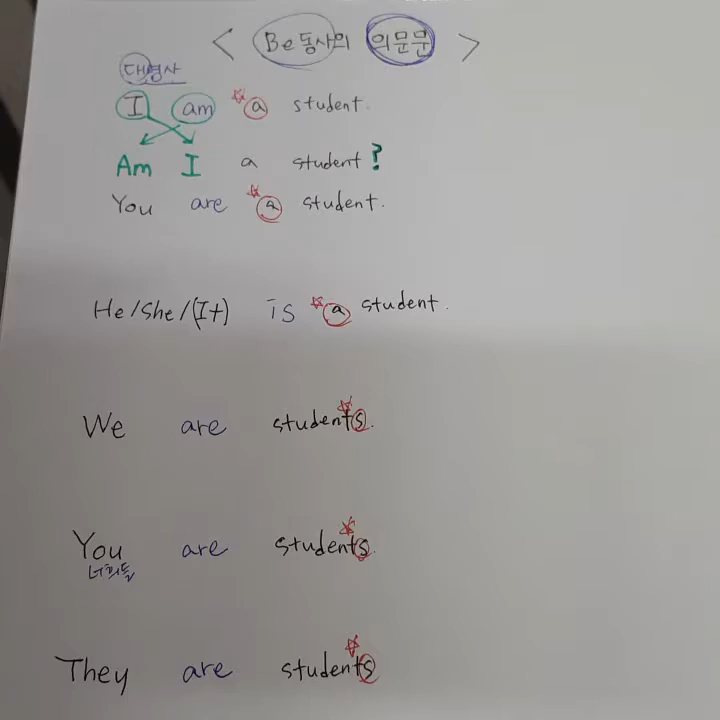 < Be동사의 의문문 >
대명사
I am ☆a student.
Am I a student?
You are ☆a student.
He/She/(It) is ☆a student.
We are students☆.
You are students☆.
너희들
They are students☆